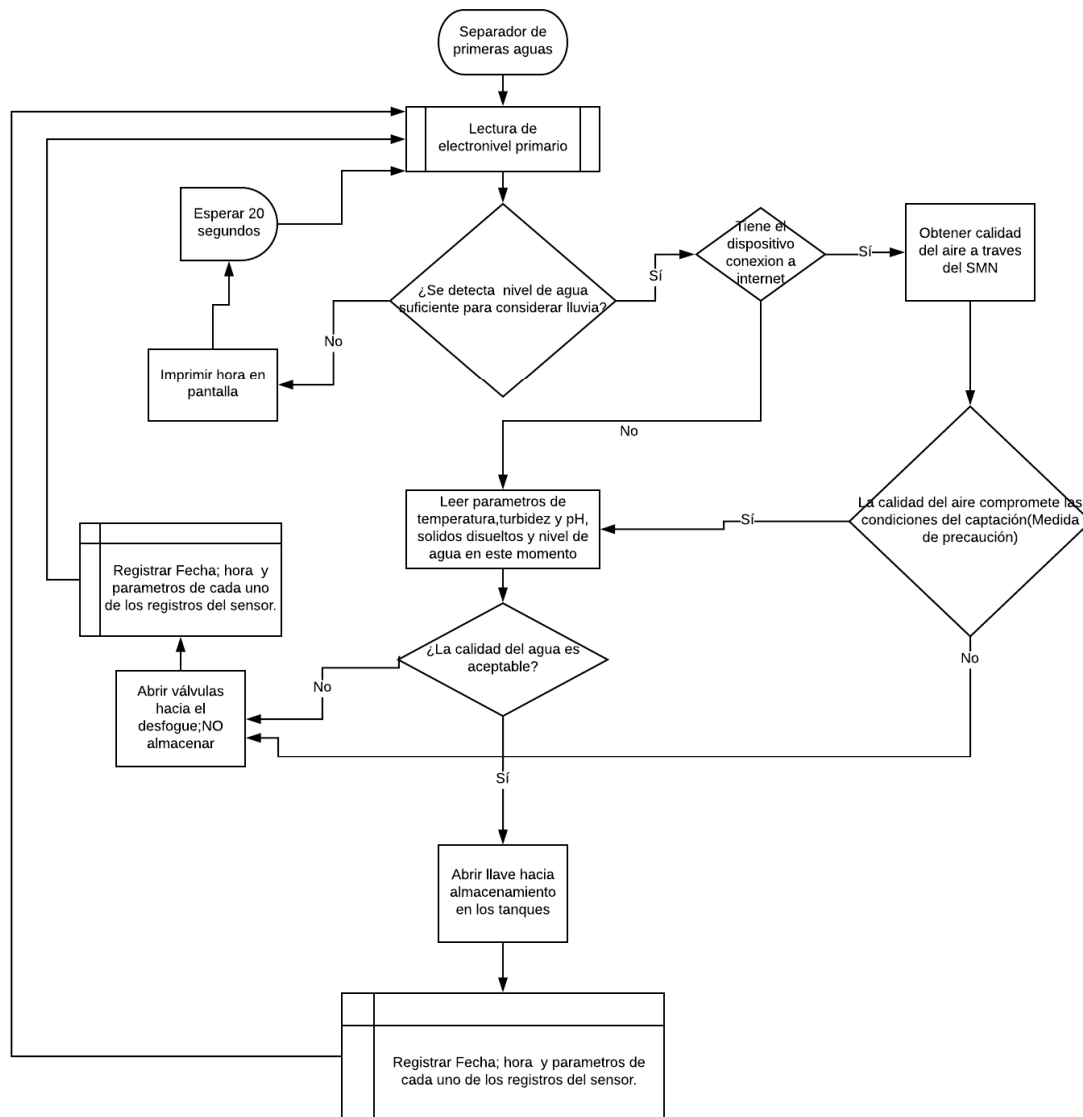 Separador de
primeras aguas
Lectura de
electronivel primario
Esperar 20
segundos
Tiene el
dispositivo
conexion a
internet
Sí
Obtener calidad
del aire a traves
del SMN
¿Se detecta nivel de agua
suficiente para considerar lluvia?
Sí
No
Imprimir hora en
pantalla
No
Leer parametros de
temperatura,turbidez y pH,
solidos disueltos y nivel de
agua en este momento
Sí
La calidad del aire compromete las
condiciones del captación(Medida
de precaución)
Registrar Fecha; hora y
parametros de cada uno
de los registros del sensor.
¿La calidad del agua es
aceptable?
No
No
Abrir válvulas
hacia el
desfogue;NO
almacenar
Sí
Abrir llave hacia
almacenamiento
en los tanques
Registrar Fecha; hora y parametros de
cada uno de los registros del sensor.